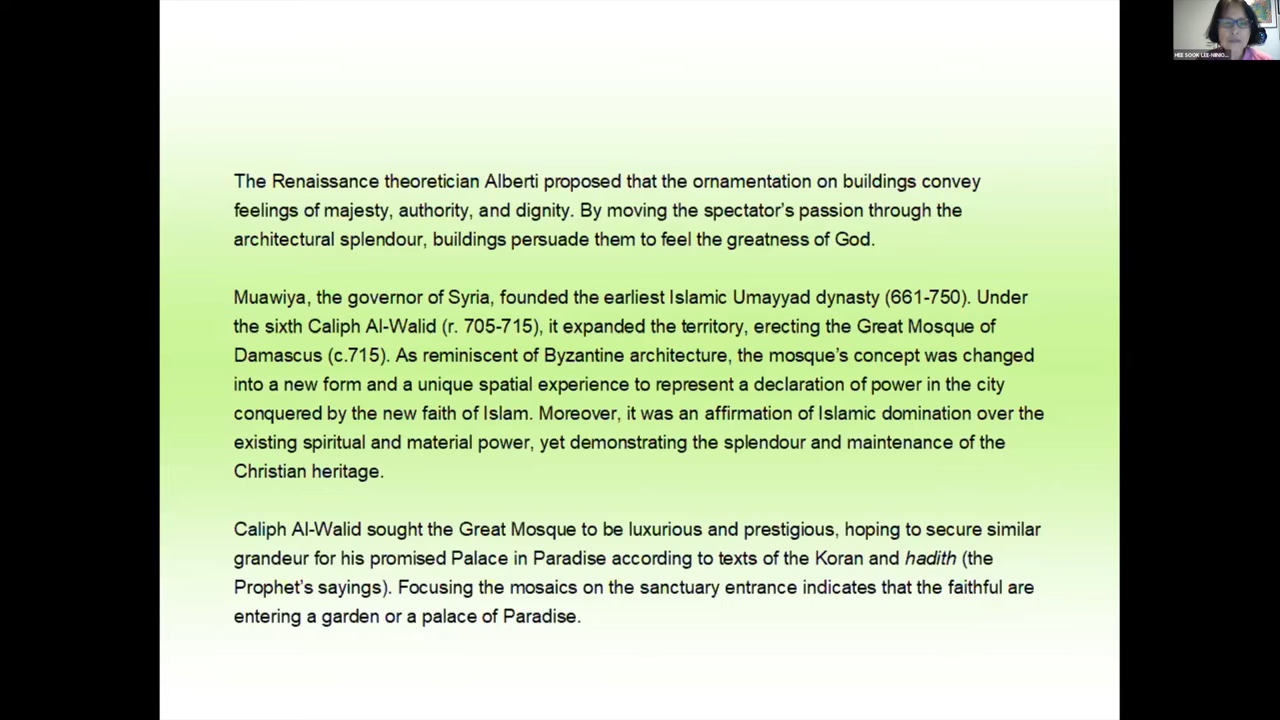 The Renaissance theoretician Alberti proposed that the ornamentation on buildings convey
feelings of majesty, authority, and dignity. By moving the spectator's passion through the
architectural splendour, buildings persuade them to feel the greatness of God.
Muawiya, the governor of Syria, founded the earliest Islamic Umayyad dynasty (661-750). Under
the sixth Caliph Al-Walid (r. 705-715), it expanded the territory, erecting the Great Mosque of
Damascus (c.715). As reminiscent of Byzantine architecture, the mosque's concept was changed
into a new form and a unique spatial experience to represent a declaration of power in the city
conquered by the new faith of Islam. Moreover, it was an affirmation of Islamic domination over the
existing spiritual and material power, yet demonstrating the splendour and maintenance of the
Christian heritage.
Caliph Al-Walid sought the Great Mosque to be luxurious and prestigious, hoping to secure similar
grandeur for his promised Palace in Paradise according to texts of the Koran and hadith (the
Prophet's sayings). Focusing the mosaics on the sanctuary entrance indicates that the faithful are
entering a garden or a palace of Paradise.
HEE SOOK LEE-NIINIO...